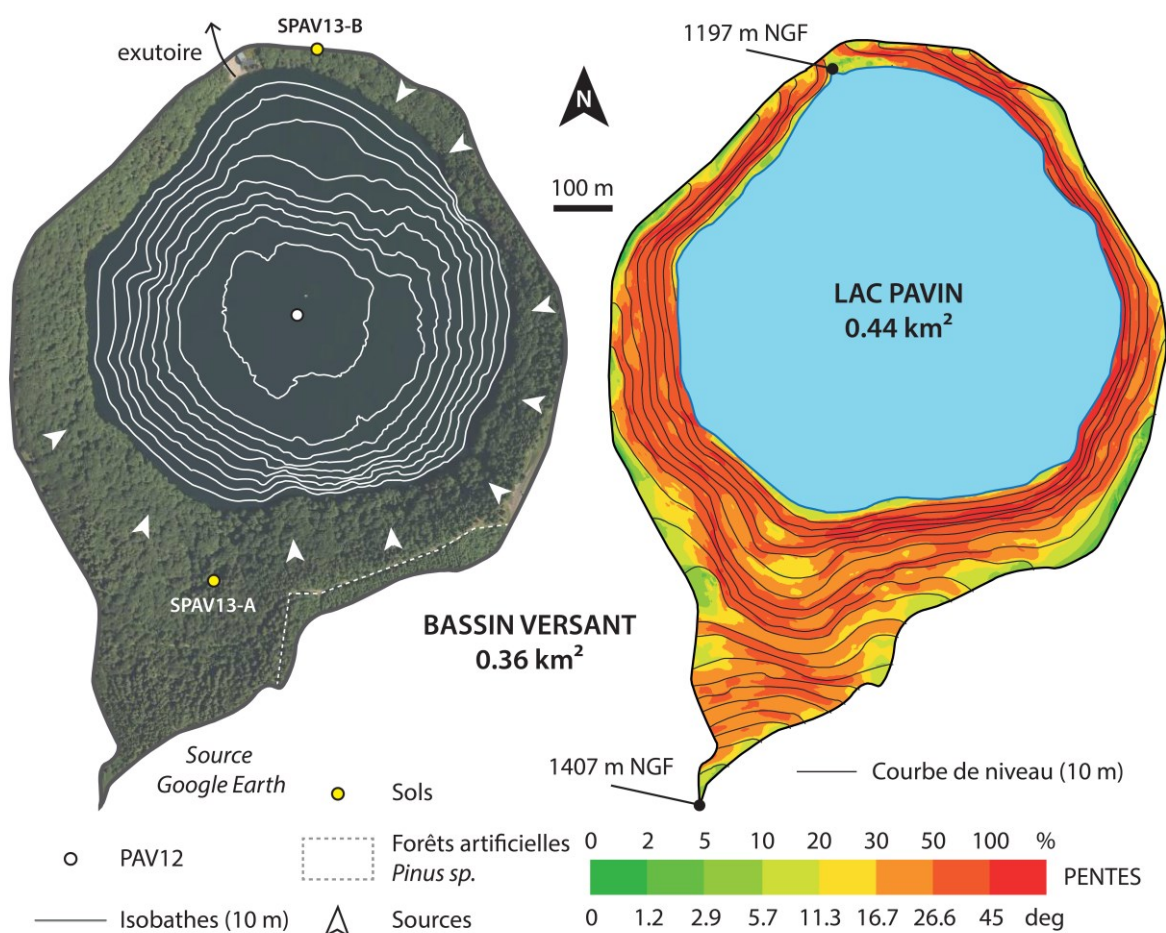 exutoire
SPAV13-B
1197 m NGF
N
100 m
LAC PAVIN
0.44 km²
SPAV13-A
BASSIN VERSANT
0.36 km²
Source
Google Earth
1407 m NGF
Courbe de niveau (10 m)
Sols
PAV12
Forêts artificielles
Pinus sp.
Isobathes (10 m)
Sources
0 2 5 10 20 30 50 100 %
PENTES
0 1.2 2.9 5.7 11.3 16.7 26.6 45 deg